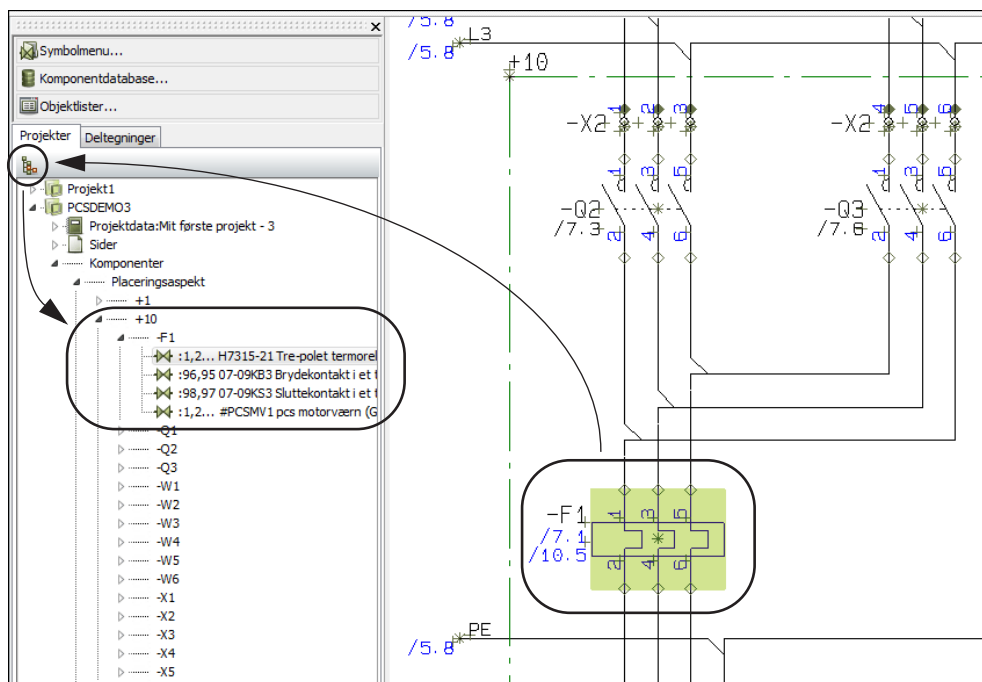 Symbolmenu...
Komponentdatabase...
Objektlister...
Projekter Deltegninger
Projekt1
PCSDEMO3
Projektdata:Mit første projekt - 3
Sider
Komponenter
Placeringsaspekt
+1
+10
-F1
:1,2... H7315-21 Tre-polet termorel
:96,95 07-09KB3 Brydekontakt i et t
:98,97 07-09KS3 Sluttekontakt i et t
:1,2... #PCSMV1 pcs motorværn (G
-Q1
-Q2
-Q3
-W1
-W2
-W3
-W4
-W5
-W6
-X1
-X2
-X3
-X4
-X5
/5.8
L3
/5.8
+10
-X2 1 2 3
-X2 4 5 6
1 3 5
1 3 5
-Q2
/7.3
2 4 6
-Q3
/7.6
2 4 6
-F1 1 3 5
/7.1
/10.5 2 4 6
PE
/5.8